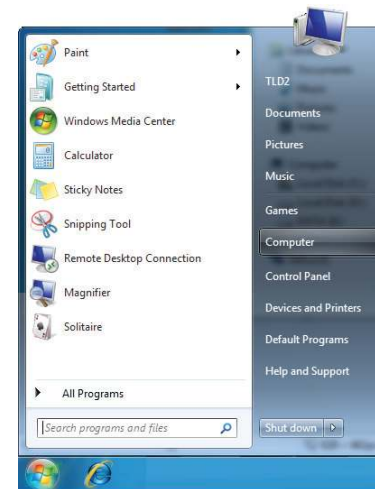 Paint
Getting Started
Windows Media Center
Calculator
Sticky Notes
Snipping Tool
Remote Desktop Connection
Magnifier
Solitaire
All Programs
Search programs and files
TLD2
Documents
Pictures
Music
Games
Computer
Control Panel
Devices and Printers
Default Programs
Help and Support
Shut down